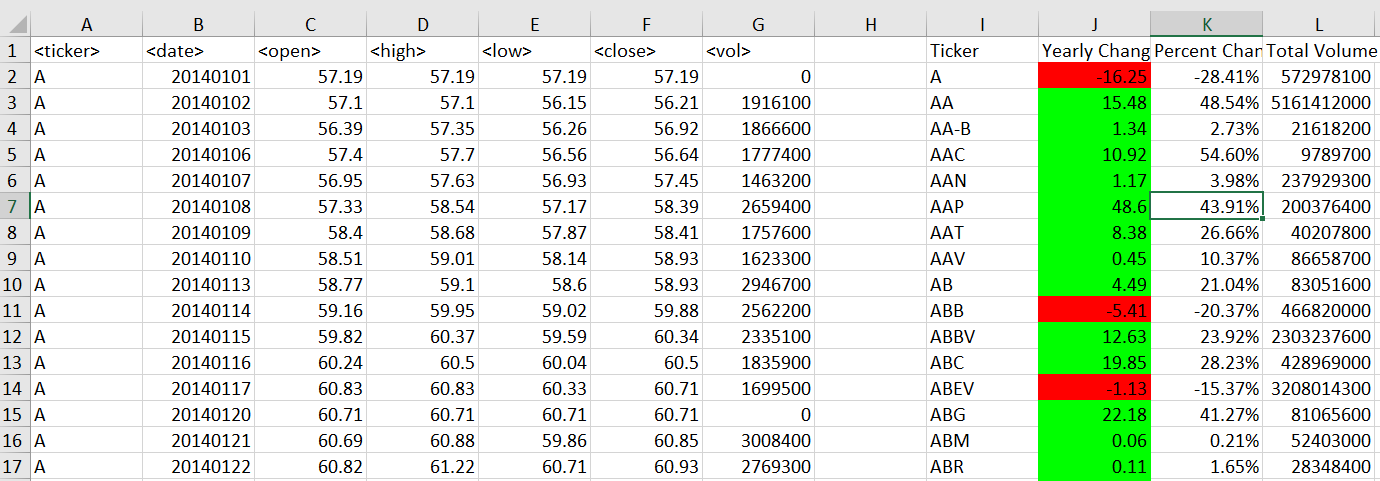 A B C D E F G H I J K L
1 <ticker> <date> <open> <high> <low> <close> <vol> Ticker Yearly Chang Percent Chan Total Volume
2 A 20140101 57.19 57.19 57.19 57.19 0 A -16.25 -28.41% 572978100
3 A 20140102 57.1 57.1 56.15 56.21 1916100 AA 15.48 48.54% 5161412000
4 A 20140103 56.39 57.35 56.26 56.92 1866600 AA-B 1.34 2.73% 21618200
5 A 20140106 57.4 57.7 56.56 56.64 1777400 AAC 10.92 54.60% 9789700
6 A 20140107 56.95 57.63 56.93 57.45 1463200 AAN 1.17 3.98% 237929300
7 A 20140108 57.33 58.54 57.17 58.39 2659400 AAP 48.6 43.91% 200376400
8 A 20140109 58.4 58.68 57.87 58.41 1757600 AAT 8.38 26.66% 40207800
9 A 20140110 58.51 59.01 58.14 58.93 1623300 AAV 0.45 10.37% 86658700
10 A 20140113 58.77 59.1 58.6 58.93 2946700 AB 4.49 21.04% 83051600
11 A 20140114 59.16 59.95 59.02 59.88 2562200 ABB -5.41 -20.37% 466820000
12 A 20140115 59.82 60.37 59.59 60.34 2335100 ABBV 12.63 23.92% 2303237600
13 A 20140116 60.24 60.5 60.04 60.5 1835900 ABC 19.85 28.23% 428969000
14 A 20140117 60.83 60.83 60.33 60.71 1699500 ABEV -1.13 -15.37% 3208014300
15 A 20140120 60.71 60.71 60.71 60.71 0 ABG 22.18 41.27% 81065600
16 A 20140121 60.69 60.88 59.86 60.85 3008400 ABM 0.06 0.21% 52403000
17 A 20140122 60.82 61.22 60.71 60.93 2769300 ABR 0.11 1.65% 28348400